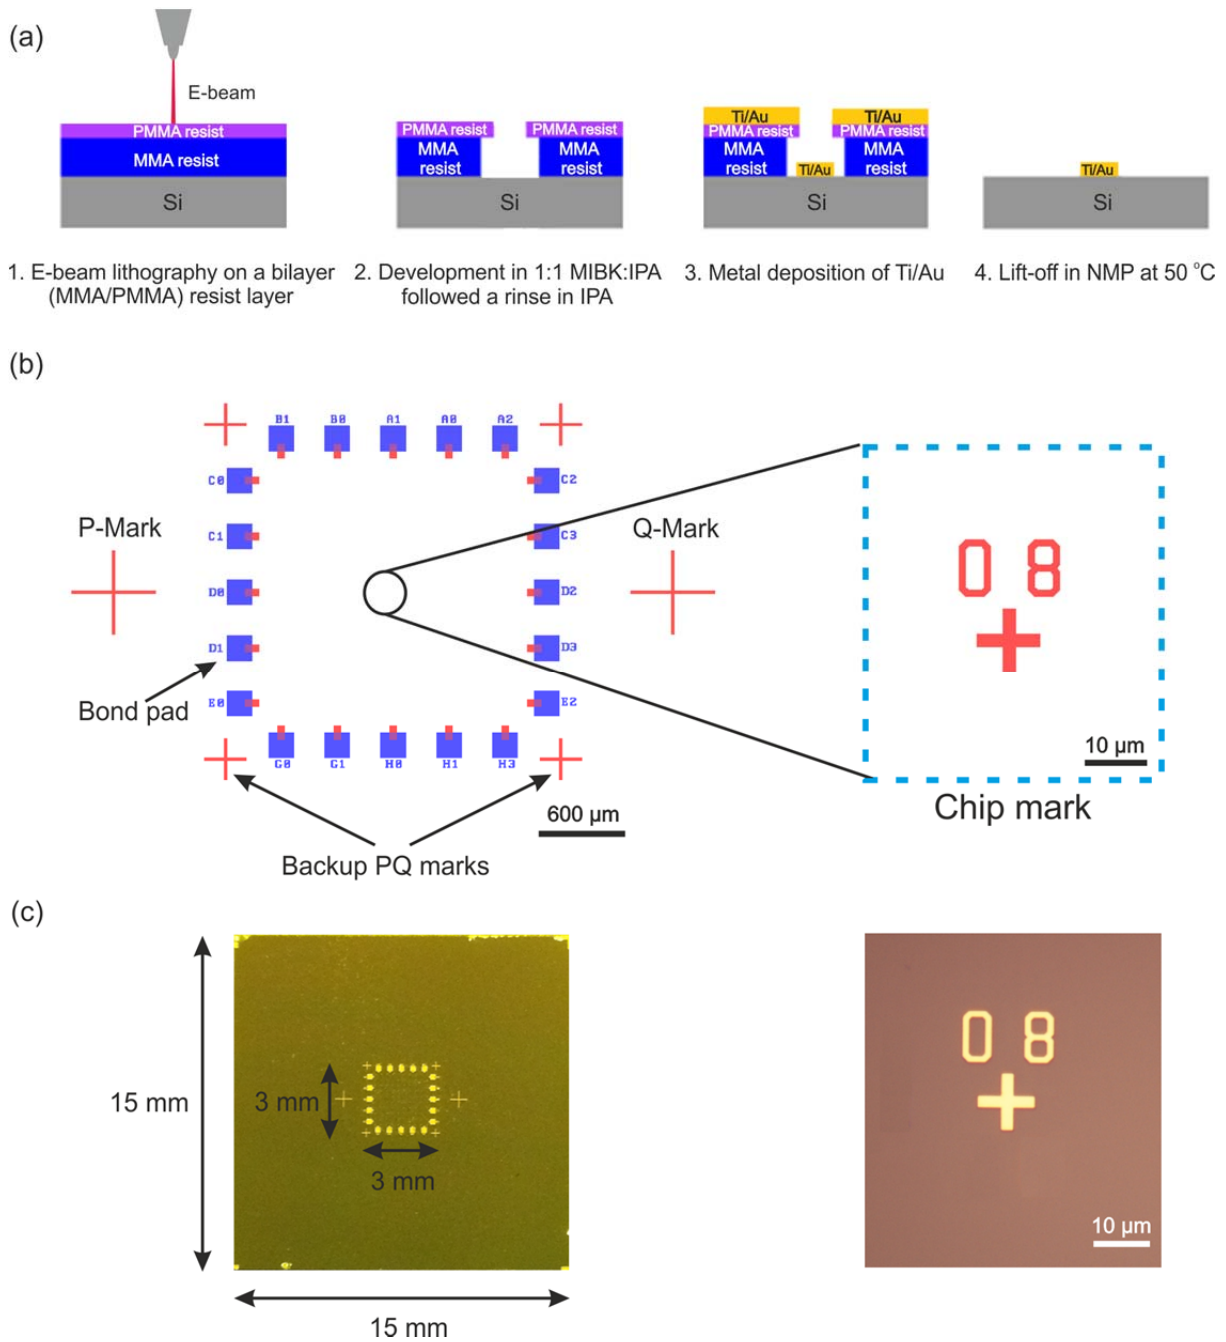 (a)
E-beam
PMMA resist
MMA resist
Si
PMMA resist
PMMA resist
MMA
resist
MMA
resist
Si
Ti/Au
Ti/Au
PMMA resist
PMMA resist
MMA
resist
Ti/Au
MMA
resist
Si
Ti/Au
Si
1. E-beam lithography on a bilayer
(MMA/PMMA) resist layer
2. Development in 1:1 MIBK:IPA
followed a rinse in IPA
3. Metal deposition of Ti/Au
4. Lift-off in NMP at 50 °C
(b)
B1 B0 A1 A0 A2
C0 C2
P-Mark
C1 C3
Q-Mark
D0 D2
D1 D3
Bond pad
E0 E2
G0 G1 H0 H1 H3
600 µm
Backup PQ marks
0 8
10 µm
Chip mark
(c)
15 mm
3 mm
3 mm
15 mm
0 8
10 µm